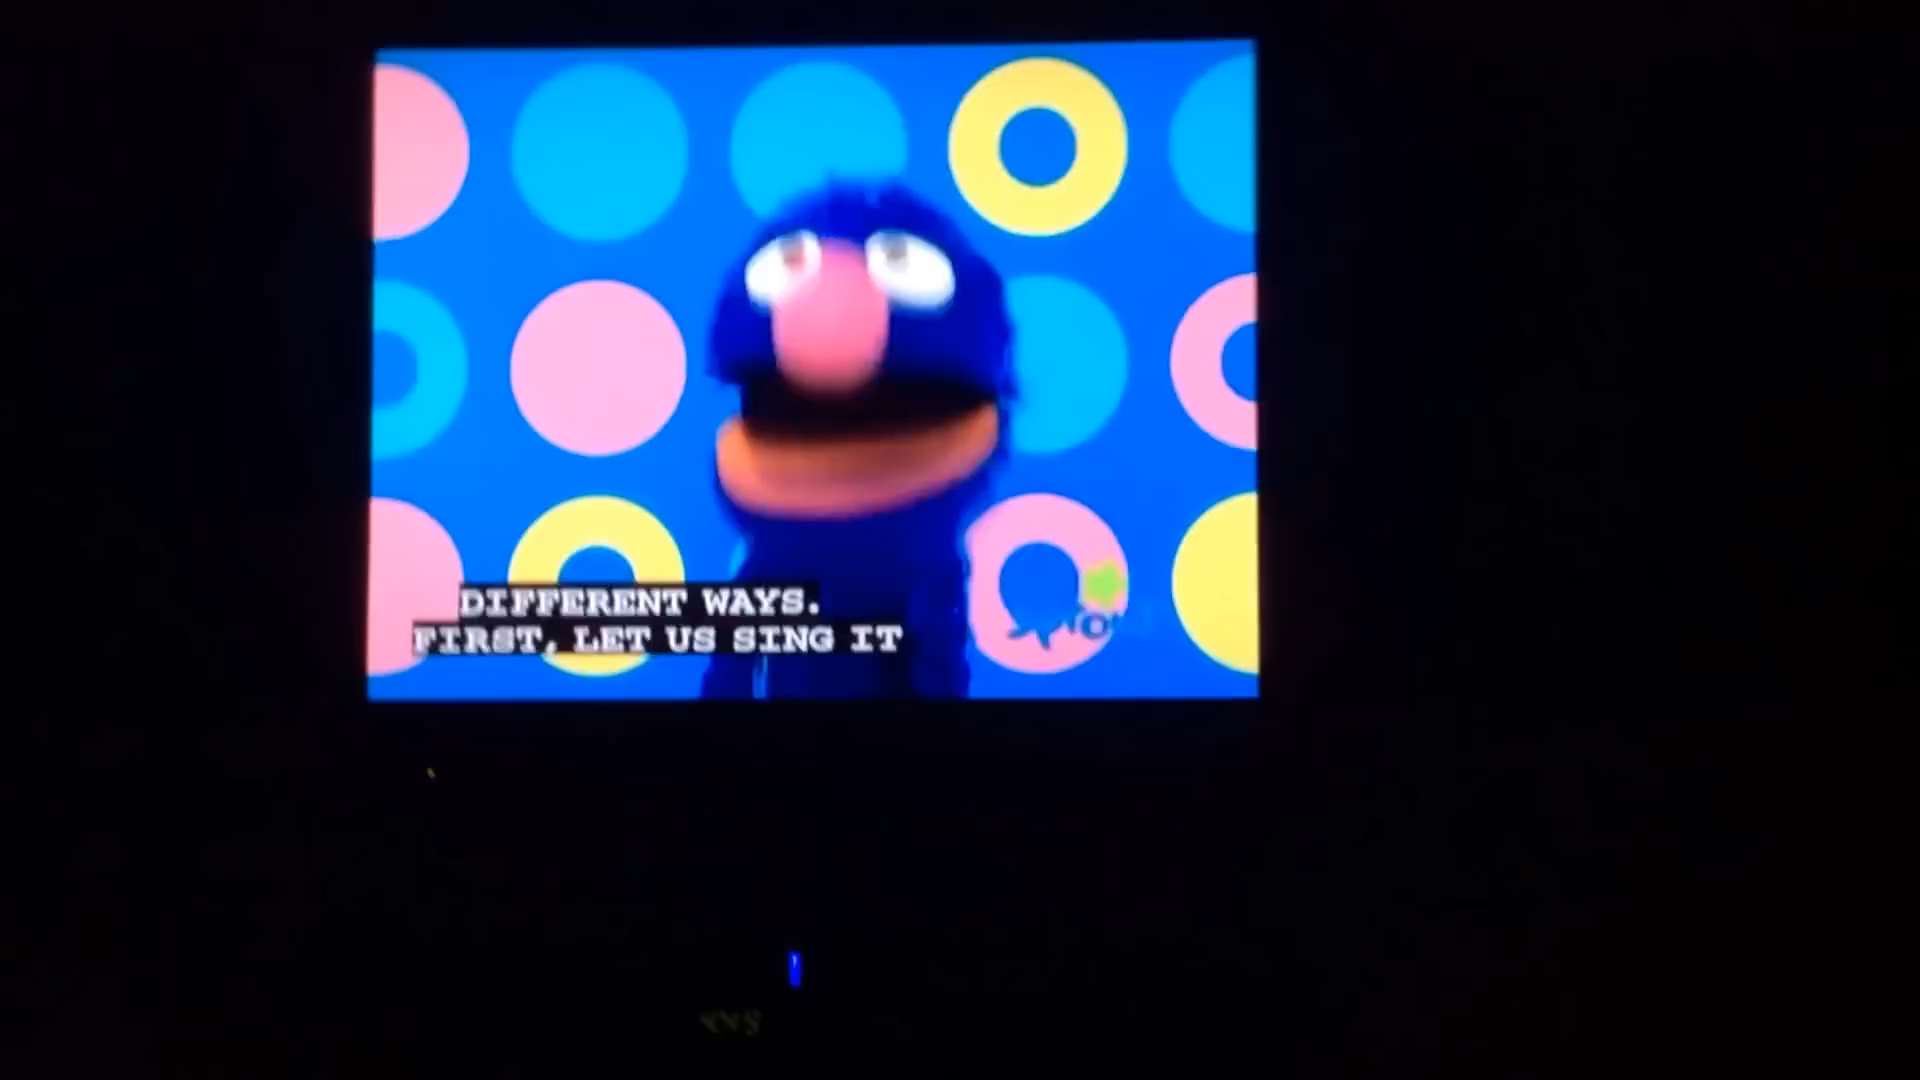 DIFFERENT WAYS.
FIRST, LET US SING IT